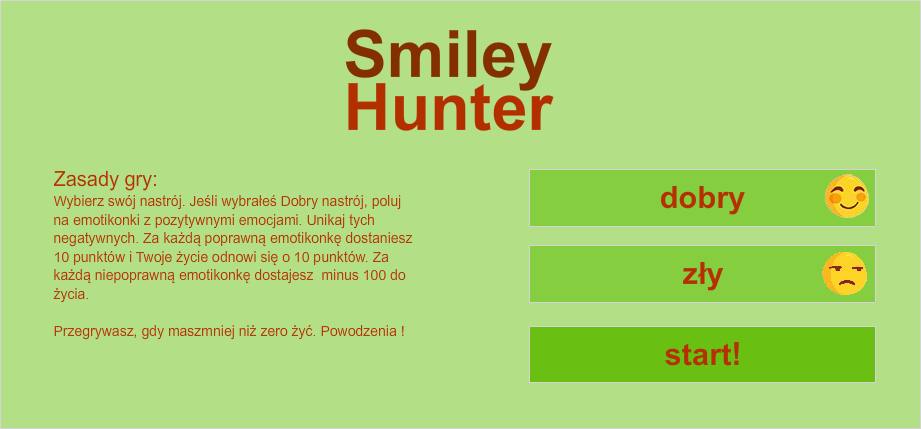 Smiley
Hunter
Zasady gry:
Wybierz swój nastrój. Jeśli wybrałeś Dobry nastrój, poluj
na emotikonki z pozytywnymi emocjami. Unikaj tych
negatywnych. Za każdą poprawną emotikonkę dostaniesz
10 punktów i Twoje życie odnowi się o 10 punktów. Za
każdą niepoprawną emotikonkę dostajesz  minus 100 do
życia.
Przegrywasz, gdy maszmniej niż zero żyć. Powodzenia !
dobry
zły
start!